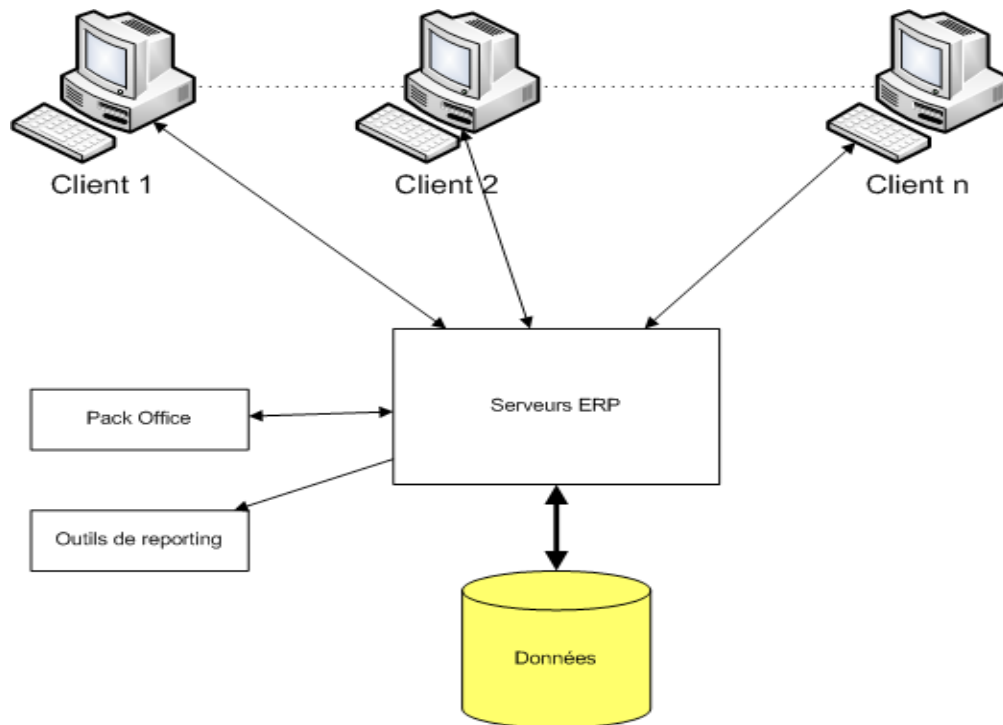 Client 1
Client 2
Client n
Serveurs ERP
Pack Office
Outils de reporting
Données